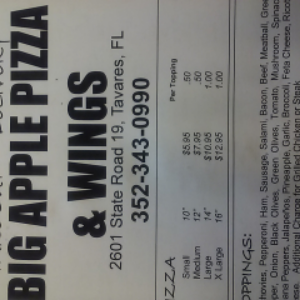 BIG APPLE PIZZA
& WINGS
2601 State Road 19, Tavares, FL
352-343-0990
Per Topping
Small 10" $5.95 .50
Medium 12" $7.95 .50
Large 14" $10.95 1.00
X Large 16" $12.95 1.00
Pepperoni, Ham, Sausage, Salami, Bacon, Beef, Meatball,
Onion, Black Olives, Green Olives, Tomato, Mushroom,
Peppers, Jalapeños, Pineapple, Garlic, Broccoli, Feta Cheese,
Additional Charge for Grilled Chicken or Steak